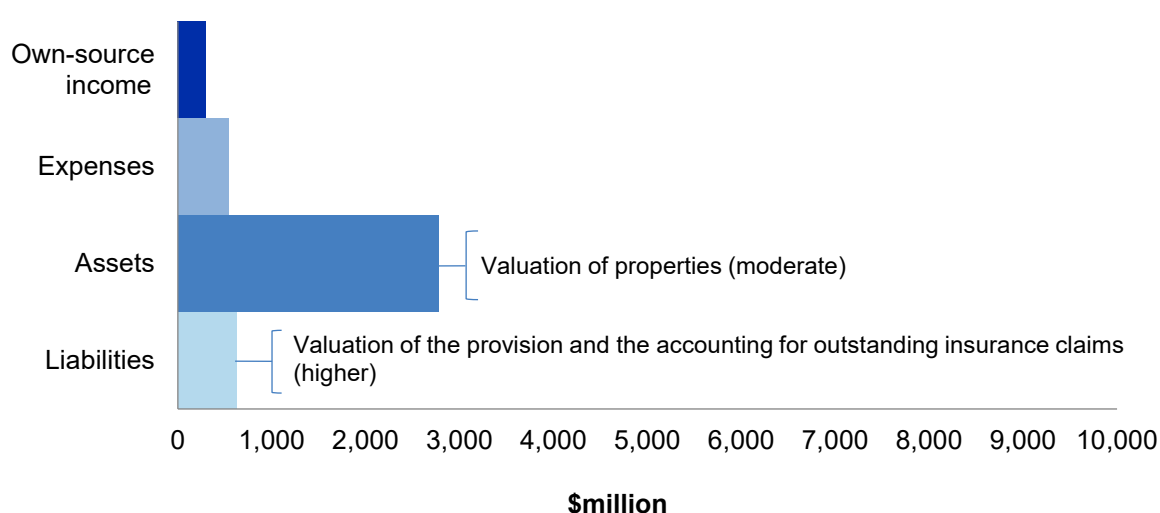 Own-source
income
Expenses
Assets
Valuation of properties (moderate)
Liabilities
Valuation of the provision and the accounting for outstanding insurance claims
(higher)
0 1,000 2,000 3,000 4,000 5,000 6,000 7,000 8,000 9,000 10,000
$million